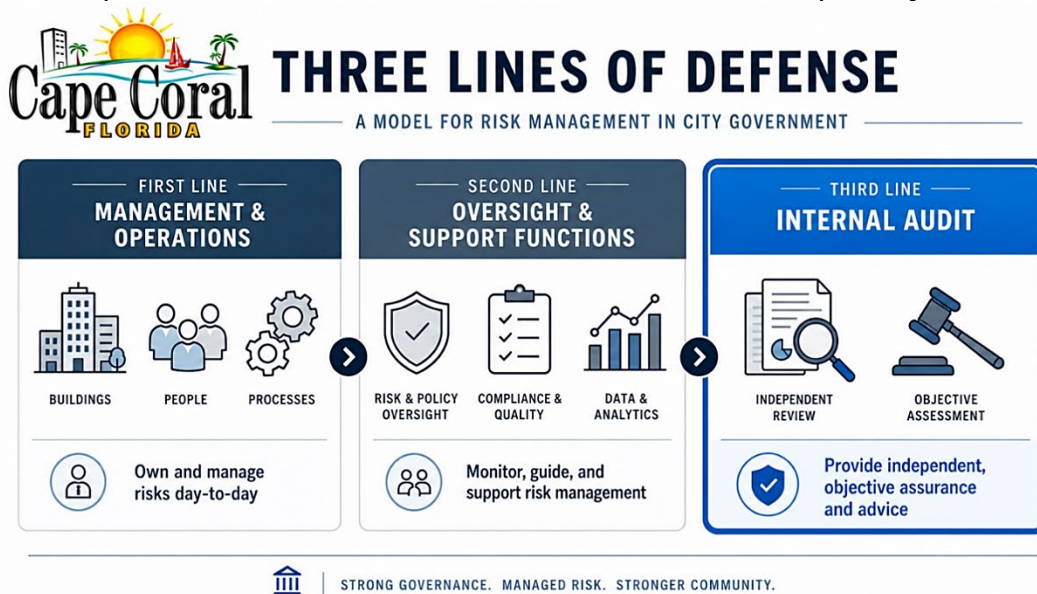 Cape Coral
FLORIDA
THREE LINES OF DEFENSE
A MODEL FOR RISK MANAGEMENT IN CITY GOVERNMENT
FIRST LINE
MANAGEMENT &
OPERATIONS
BUILDINGS
PEOPLE
PROCESSES
Own and manage
risks day-to-day
SECOND LINE
OVERSIGHT &
SUPPORT FUNCTIONS
RISK & POLICY
OVERSIGHT
COMPLIANCE &
QUALITY
DATA &
ANALYTICS
Monitor, guide, and
support risk management
THIRD LINE
INTERNAL AUDIT
INDEPENDENT
REVIEW
OBJECTIVE
ASSESSMENT
Provide independent,
objective assurance
and advice
STRONG GOVERNANCE. MANAGED RISK. STRONGER COMMUNITY.